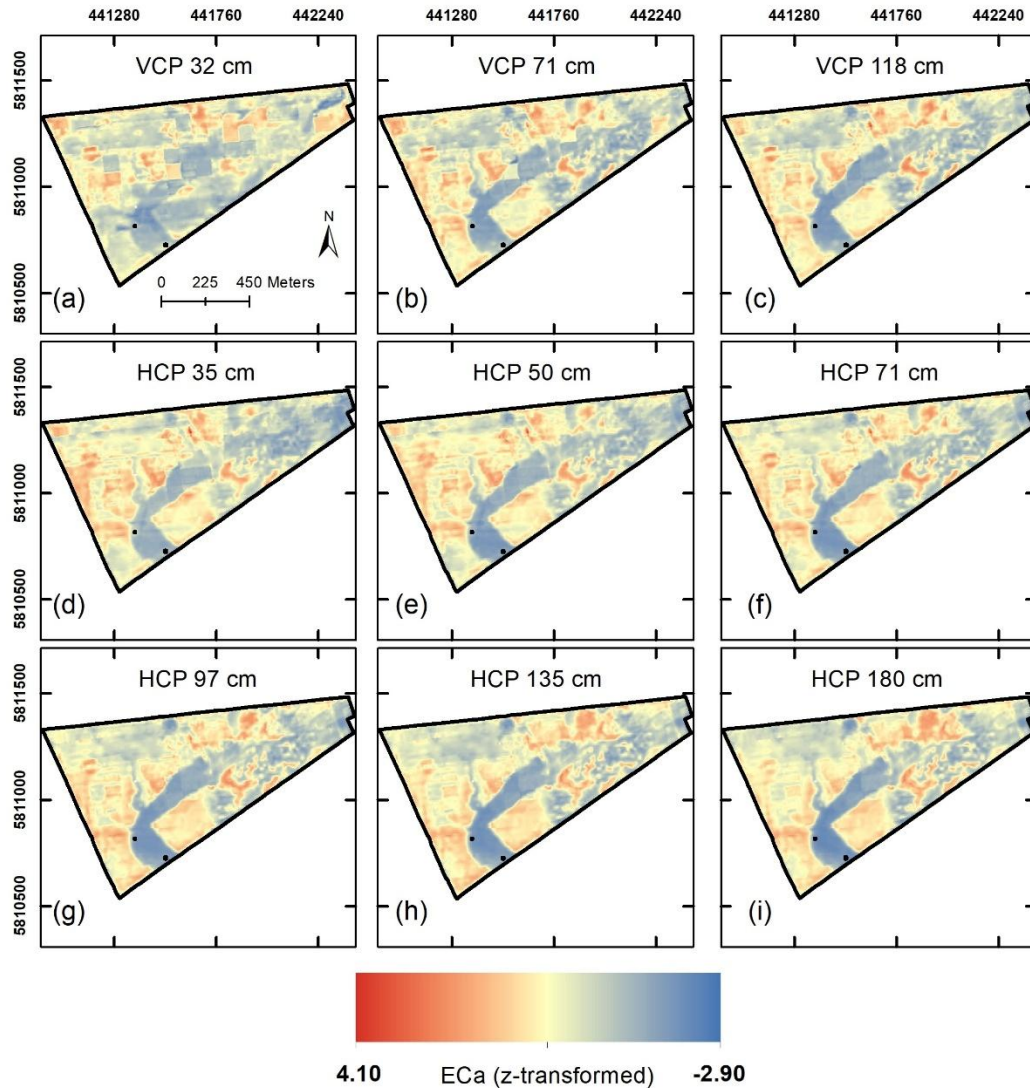 441280 441760 442240 441280 441760 442240 441280 441760 442240
5811500
5811000
5810500
VCP 32 cm
N
0 225 450 Meters
(a)
VCP 71 cm
(b)
VCP 118 cm
(c)
5811500
5811000
5810500
HCP 35 cm
(d)
HCP 50 cm
(e)
HCP 71 cm
(f)
5811500
5811000
5810500
HCP 97 cm
(g)
HCP 135 cm
(h)
HCP 180 cm
(i)
4.10 ECa (z-transformed) -2.90